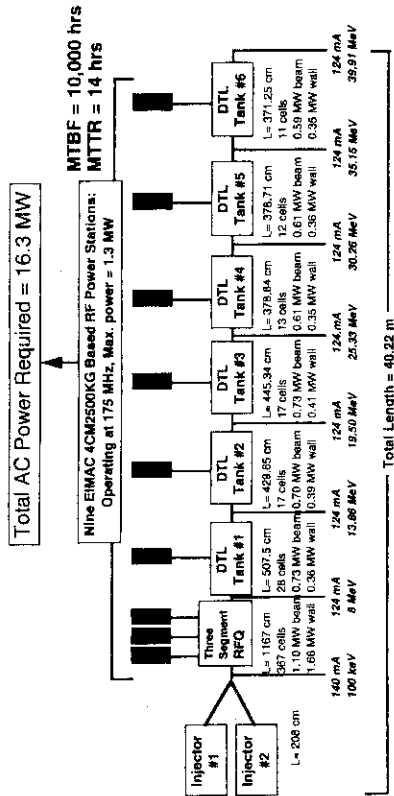 Total AC Power Required = 16.3 MW
MTBF = 10,000 hrs
MTTR = 14 hrs
Nine EIMAC 4CM2500KG Based RF Power Stations;
Operating at 175 MHz, Max. power = 1.3 MW
Injector
#1
Injector
#2
L= 208 cm
Three
Segment
RFQ
L= 1167 cm
367 cells
1.10 MW beam
1.66 MW wall
DTL
Tank #1
L= 507.5 cm
28 cells
0.73 MW beam
0.36 MW wall
DTL
Tank #2
L= 429.65 cm
17 cells
0.70 MW beam
0.39 MW wall
DTL
Tank #3
L= 445.34 cm
17 cells
0.73 MW beam
0.41 MW wall
DTL
Tank #4
L= 378.84 cm
13 cells
0.61 MW beam
0.35 MW wall
DTL
Tank #5
L= 378.71 cm
12 cells
0.61 MW beam
0.36 MW wall
DTL
Tank #6
L= 371.25 cm
11 cells
0.59 MW beam
0.35 MW wall
140 mA
100 keV
124 mA
8 MeV
124 mA
13.86 MeV
124 mA
19.50 MeV
124 mA
25.33 MeV
124 mA
30.26 MeV
124 mA
35.15 MeV
124 mA
39.91 MeV
Total Length = 40.22 m